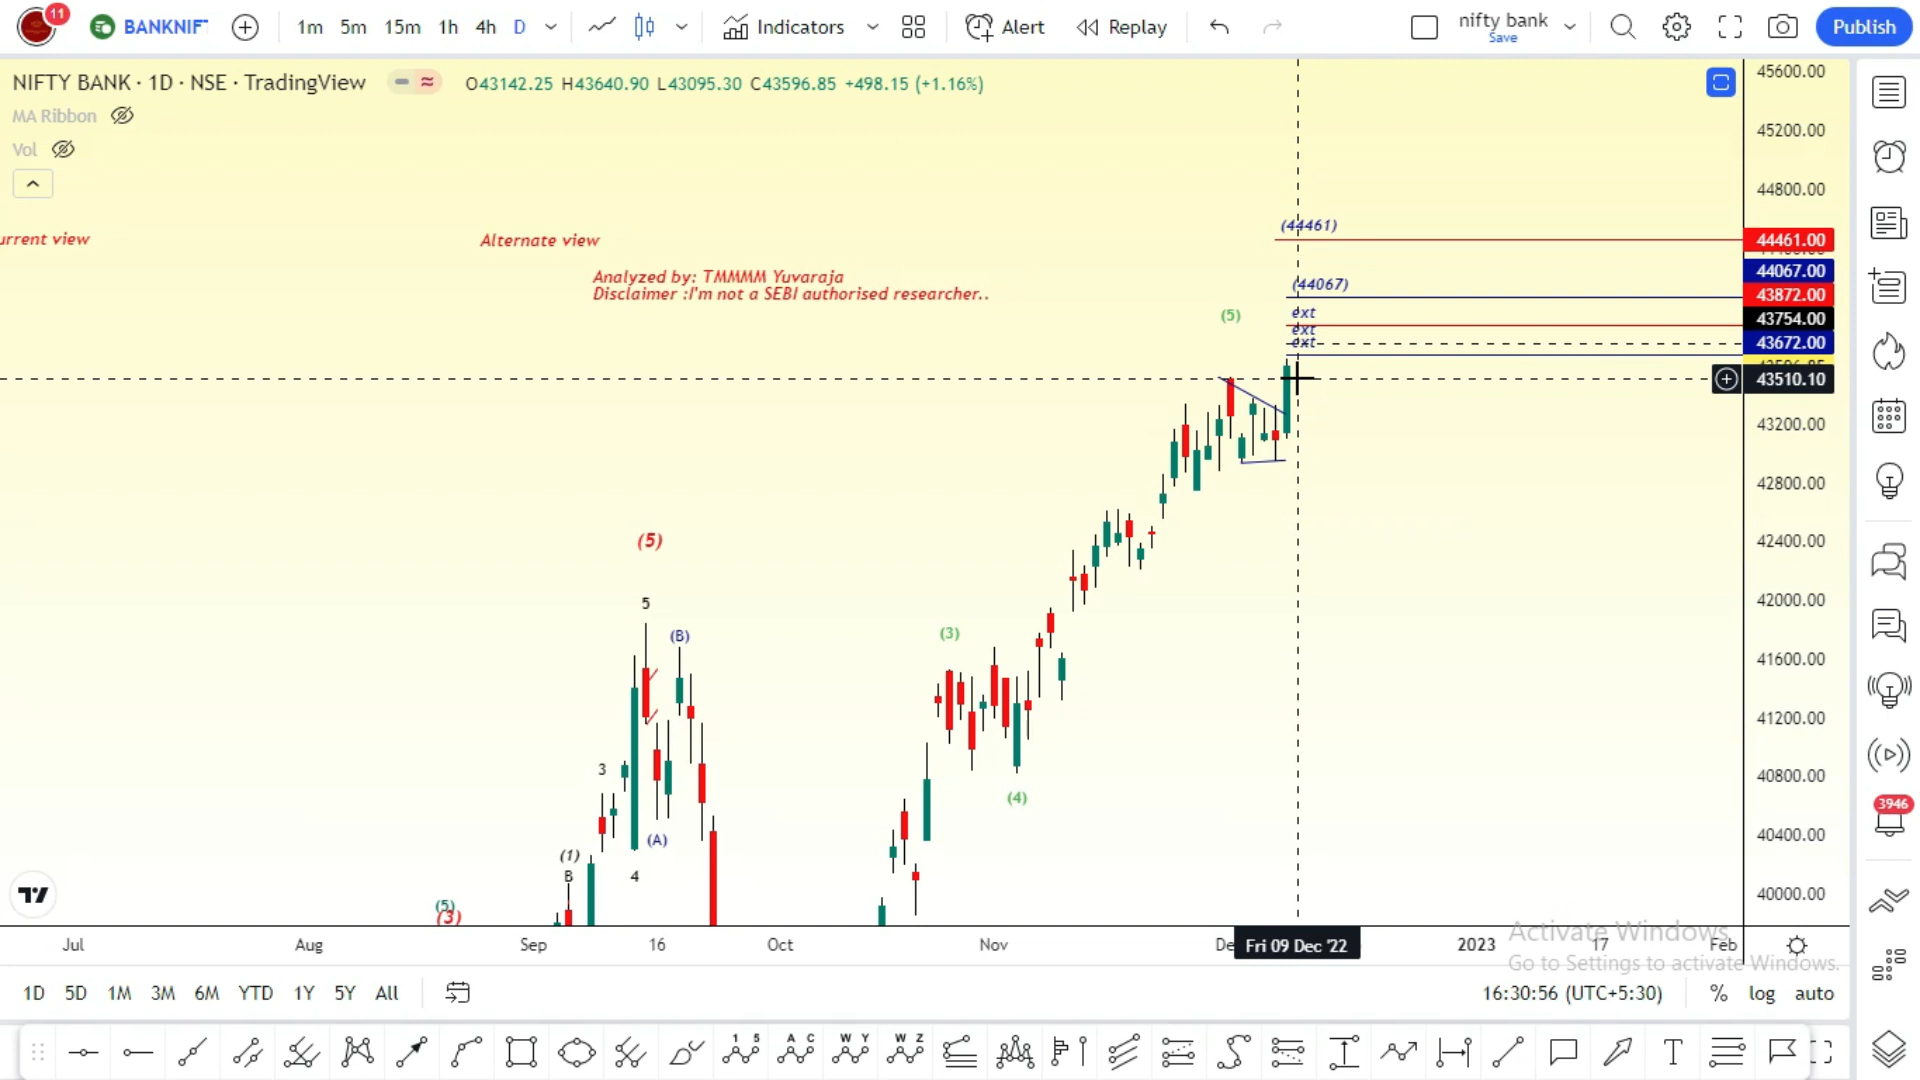 11
BANKNIF
1m 5m 15m 1h 4h D
Indicators
Alert
Replay
nifty bank
Save
Publish
NIFTY BANK · 1D · NSE · TradingView
O43142.25 H43640.90 L43095.30 C43596.85 +498.15 (+1.16%)
MA Ribbon
Vol
45600.00
45200.00
44800.00
(44461)
urrent view
Alternate view
44461.00
44067.00
Analyzed by: TMMMM Yuvaraja
Disclaimer :I'm not a SEBI authorised researcher..
(44067)
43872.00
(5)
ext
43754.00
ext
ext
43672.00
43510.10
43200.00
42800.00
42400.00
(5)
42000.00
5
(B)
(3)
41600.00
41200.00
3
40800.00
(4)
(A)
40400.00
(1)
B
4
40000.00
(5)
(3)
3946
Jul Aug Sep 16 Oct Nov De Fri 09 Dec '22 2023 17 Feb
Activate Windows
Go to Settings to activate Windows.
1D 5D 1M 3M 6M YTD 1Y 5Y All
16:30:56 (UTC+5:30)
% log auto
1 5
A C
W Y
W Z
T